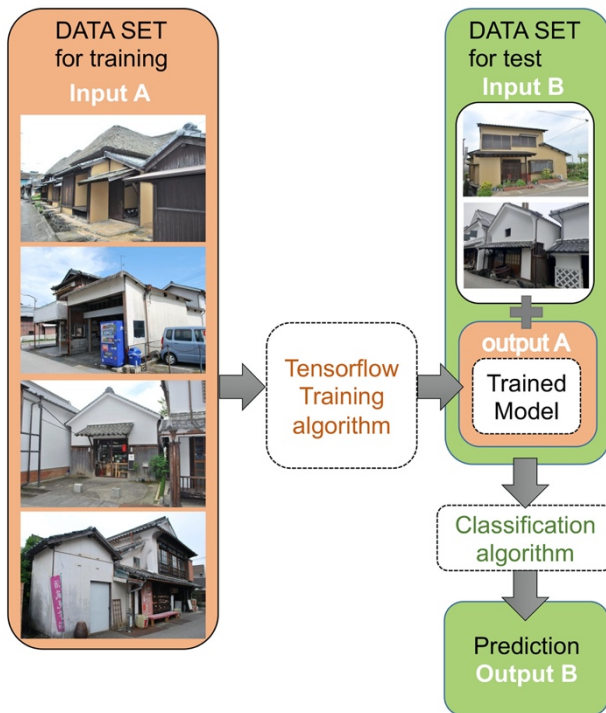 DATA SET
for training
Input A
Tensorflow
Training
algorithm
DATA SET
for test
Input B
output A
Trained
Model
Classification
algorithm
Prediction
Output B